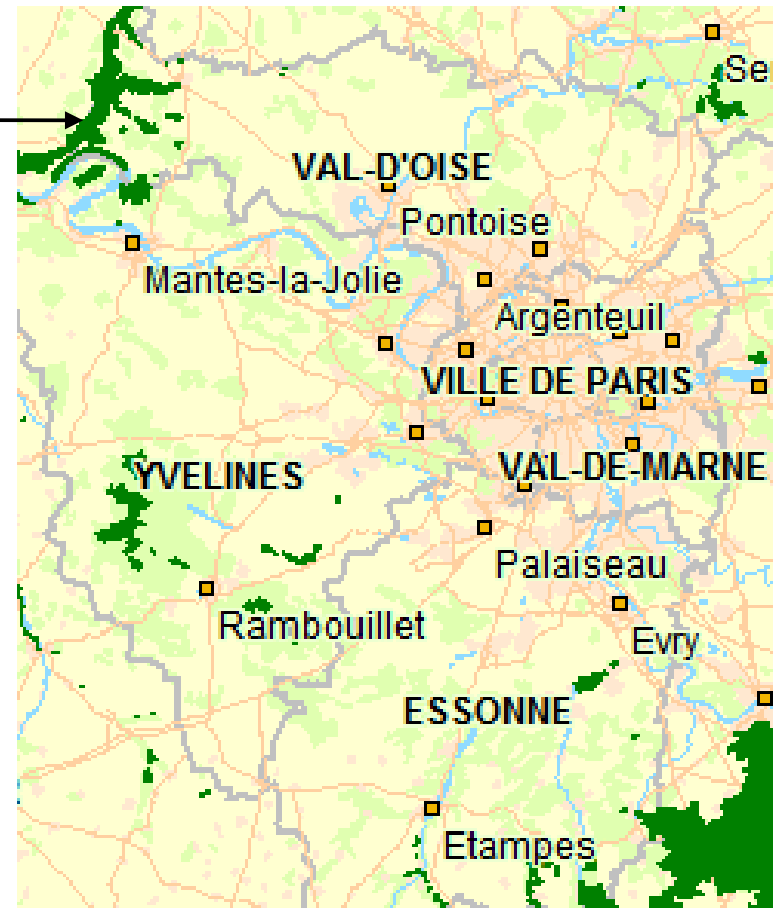 Se
VAL-D'OISE
Pontoise
Mantes-la-Jolie
Argenteuil
VILLE DE PARIS
YVELINES
VAL-DE-MARNE
Palaiseau
Rambouillet
Evry
ESSONNE
Etampes